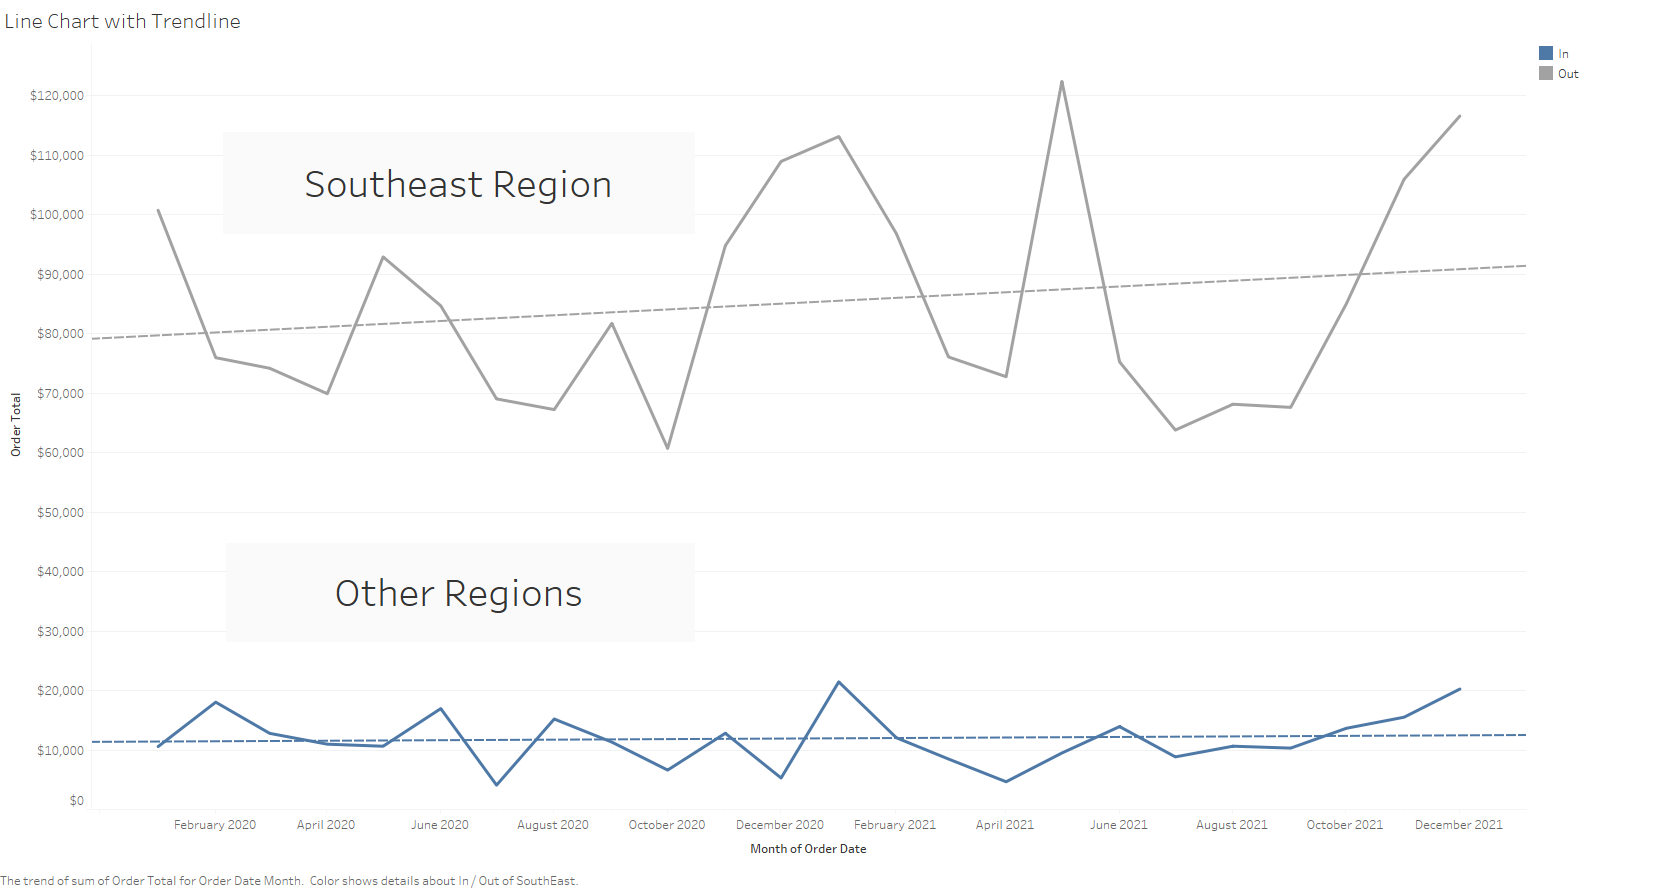 Line Chart with Trendline
In
Out
$120,000
$110,000
$100,000
$90,000
$80,000
$70,000
$60,000
$50,000
$40,000
$30,000
$20,000
$10,000
$0
Order Total
Southeast Region
Other Regions
February 2020
April 2020
June 2020
August 2020
October 2020
December 2020
February 2021
April 2021
June 2021
August 2021
October 2021
December 2021
Month of Order Date
The trend of sum of Order Total for Order Date Month. Color shows details about In / Out of SouthEast.